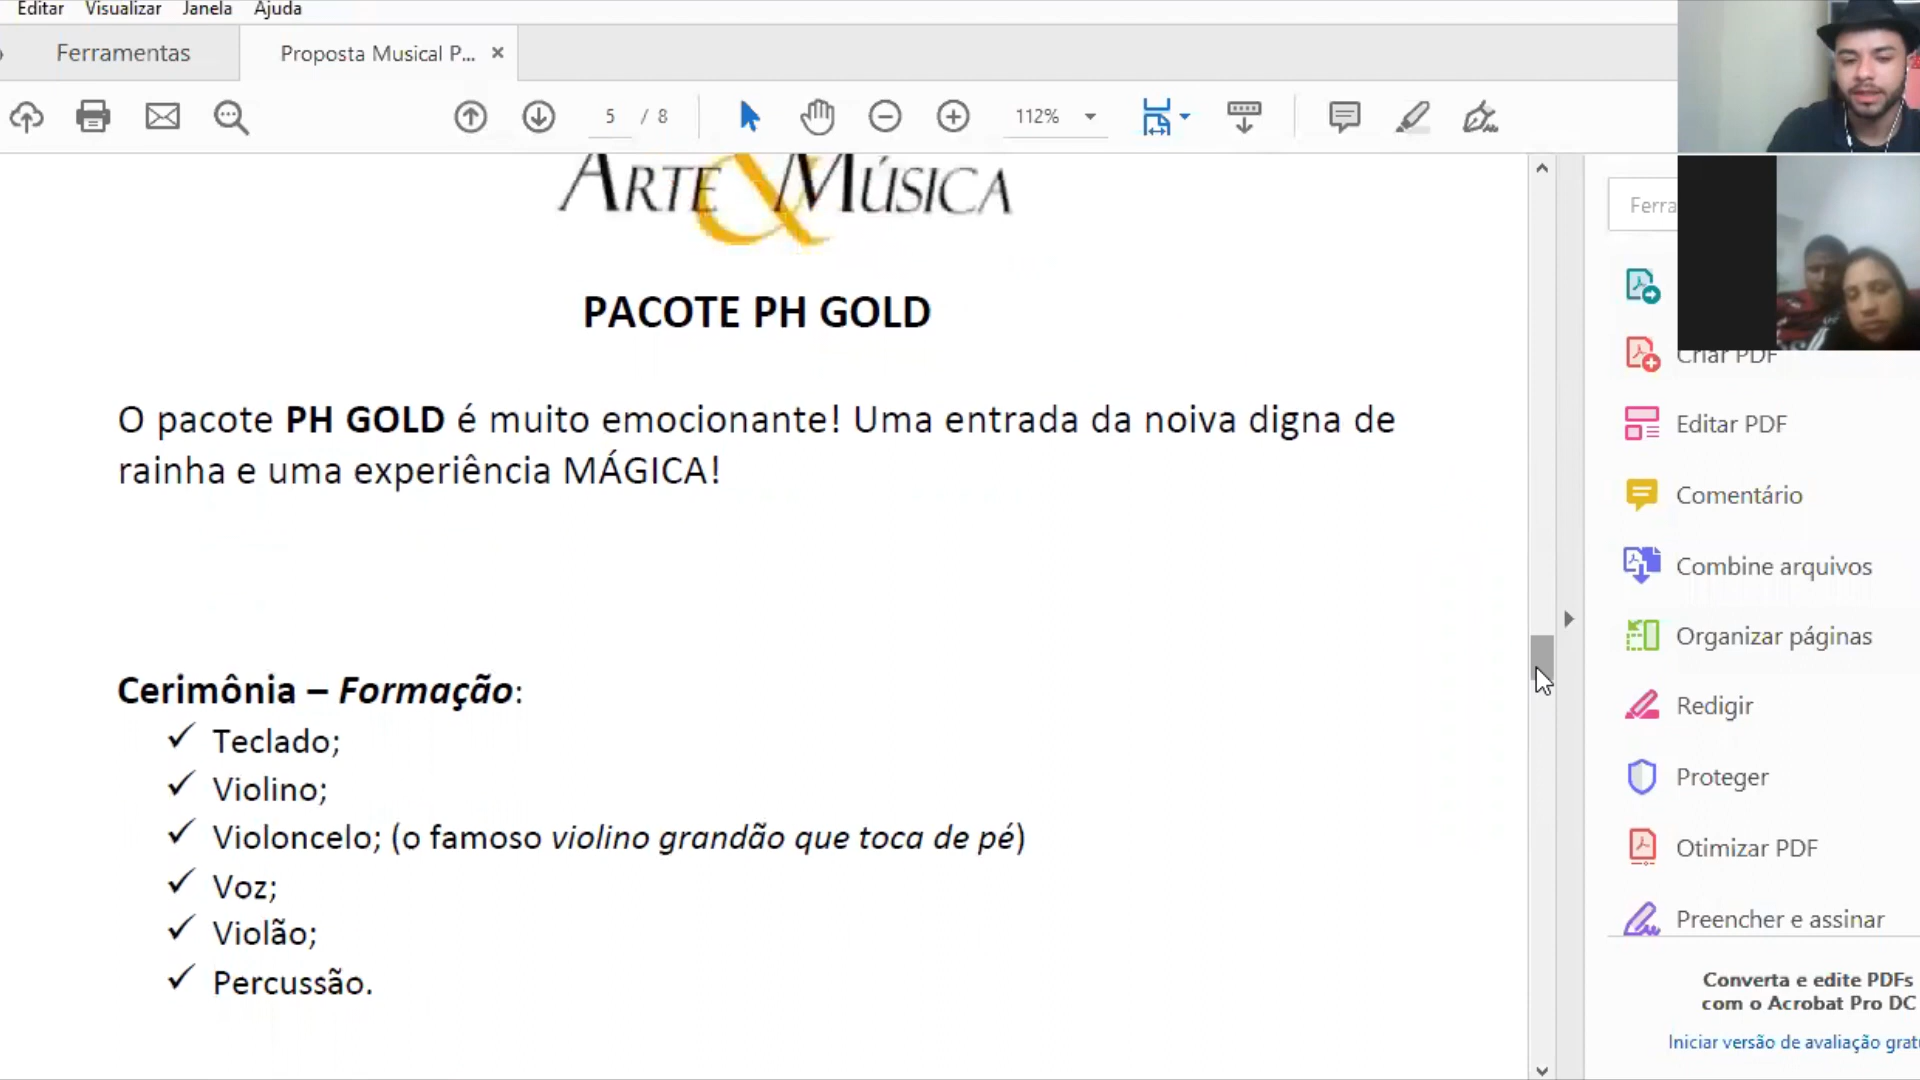 Editar Visualizar Janela Ajuda
Ferramentas
Proposta Musical P... ×
5 / 8
112%
ARTE & MÚSICA
PACOTE PH GOLD
O pacote PH GOLD é muito emocionante! Uma entrada da noiva digna de
rainha e uma experiência MÁGICA!
Cerimônia – Formação:
✓ Teclado;
✓ Violino;
✓ Violoncelo; (o famoso violino grandão que toca de pé)
✓ Voz;
✓ Violão;
✓ Percussão.
Ferra
Criar PDF
Editar PDF
Comentário
Combine arquivos
Organizar páginas
Redigir
Proteger
Otimizar PDF
Preencher e assinar
Converta e edite PDFs
com o Acrobat Pro DC
Iniciar versão de avaliação grat